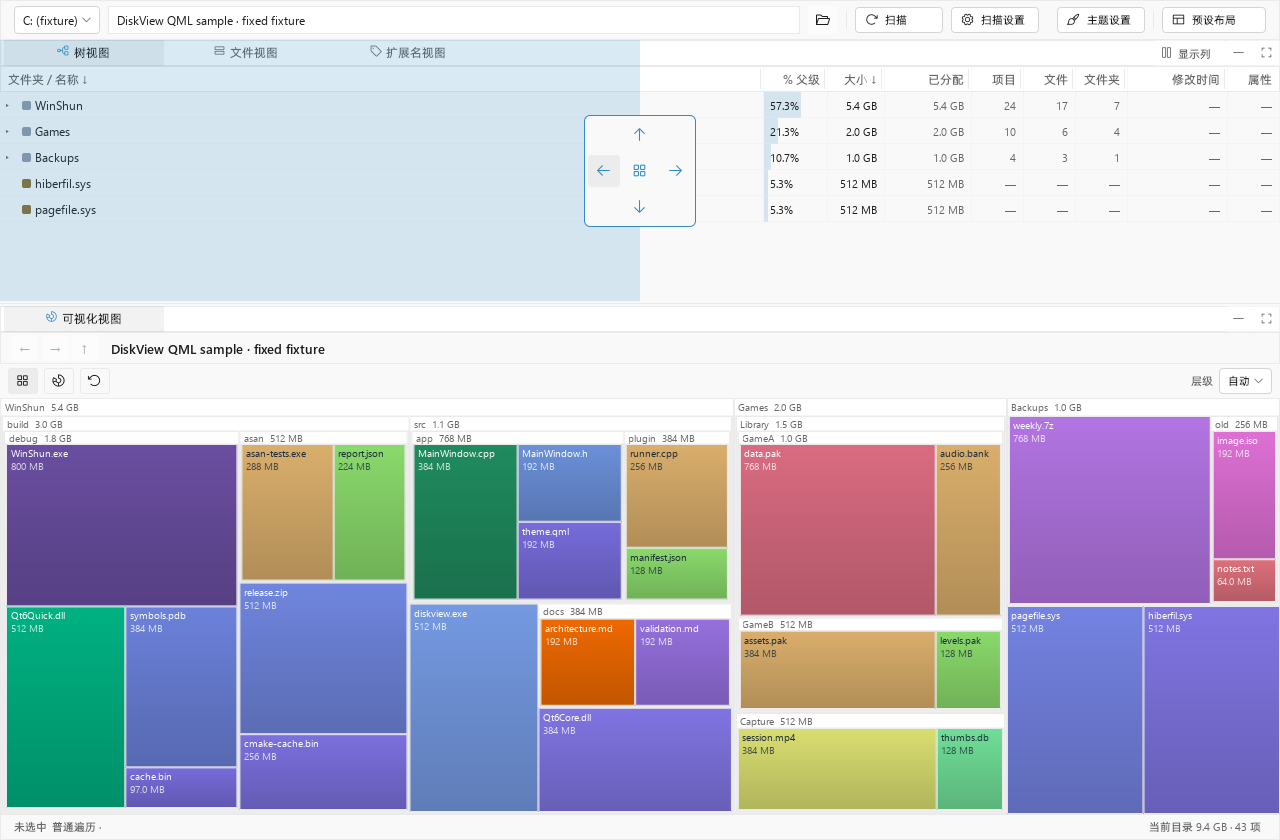 C: (fixture) DiskView QML sample · fixed fixture 扫描 扫描设置 主题设置 预设布局
树视图 文件视图 扩展名视图 显示列
文件夹 / 名称 ↓ % 父级 大小 ↓ 已分配 项目 文件 文件夹 修改时间 属性
WinShun 57.3% 5.4 GB 5.4 GB 24 17 7 — —
Games 21.3% 2.0 GB 2.0 GB 10 6 4 — —
Backups 10.7% 1.0 GB 1.0 GB 4 3 1 — —
hiberfil.sys 5.3% 512 MB 512 MB — — — — —
pagefile.sys 5.3% 512 MB 512 MB — — — — —
可视化视图
← → ↑ DiskView QML sample · fixed fixture
层级 自动
WinShun 5.4 GB
build 3.0 GB
debug 1.8 GB
WinShun.exe
800 MB
Qt6Quick.dll
512 MB
symbols.pdb
384 MB
cache.bin
97.0 MB
asan 512 MB
asan-tests.exe
288 MB
report.json
224 MB
release.zip
512 MB
cmake-cache.bin
256 MB
src 1.1 GB
app 768 MB
MainWindow.cpp
384 MB
MainWindow.h
192 MB
theme.qml
192 MB
plugin 384 MB
runner.cpp
256 MB
manifest.json
128 MB
diskview.exe
512 MB
docs 384 MB
architecture.md
192 MB
validation.md
192 MB
Qt6Core.dll
384 MB
Games 2.0 GB
Library 1.5 GB
GameA 1.0 GB
data.pak
768 MB
audio.bank
256 MB
GameB 512 MB
assets.pak
384 MB
levels.pak
128 MB
Capture 512 MB
session.mp4
384 MB
thumbs.db
128 MB
Backups 1.0 GB
weekly.7z
768 MB
old 256 MB
image.iso
192 MB
notes.txt
64.0 MB
pagefile.sys
512 MB
hiberfil.sys
512 MB
未选中 普通遍历 · 当前目录 9.4 GB · 43 项